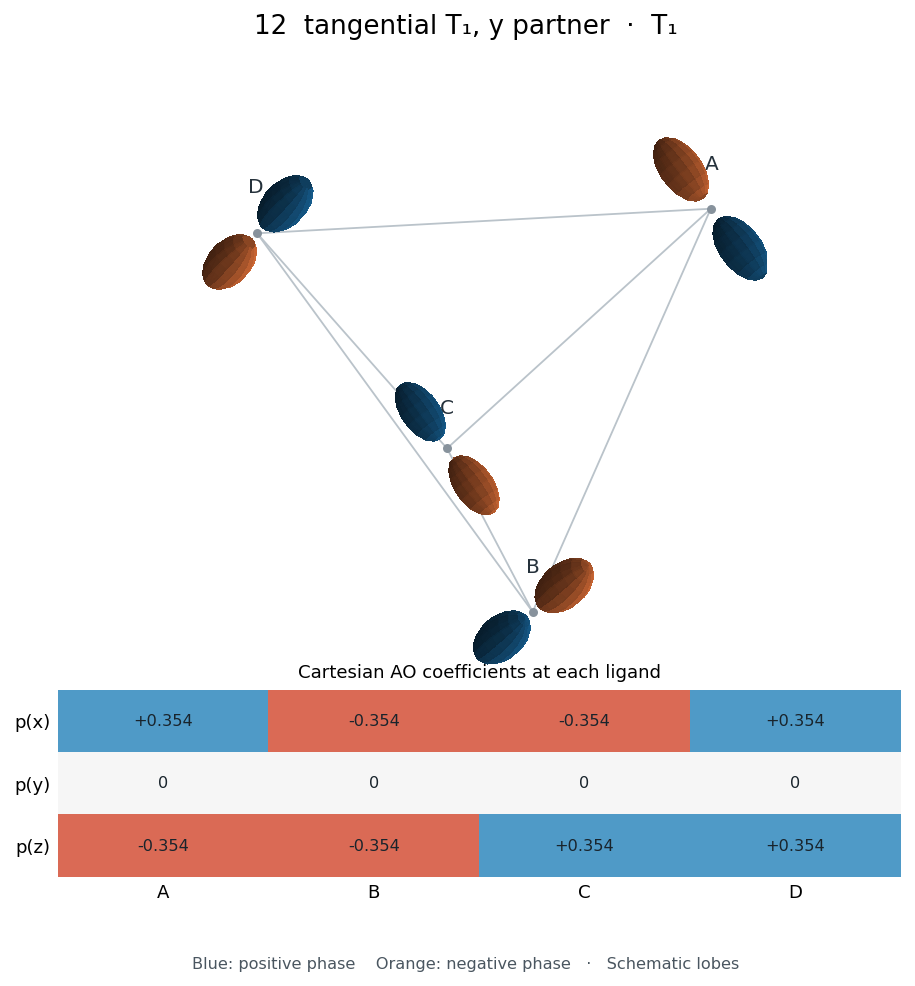 12  tangential T₁, y partner  ·  T₁
D
A
C
B
Cartesian AO coefficients at each ligand
p(x) +0.354 -0.354 -0.354 +0.354
p(y) 0 0 0 0
p(z) -0.354 -0.354 +0.354 +0.354
A B C D
Blue: positive phase    Orange: negative phase   ·   Schematic lobes